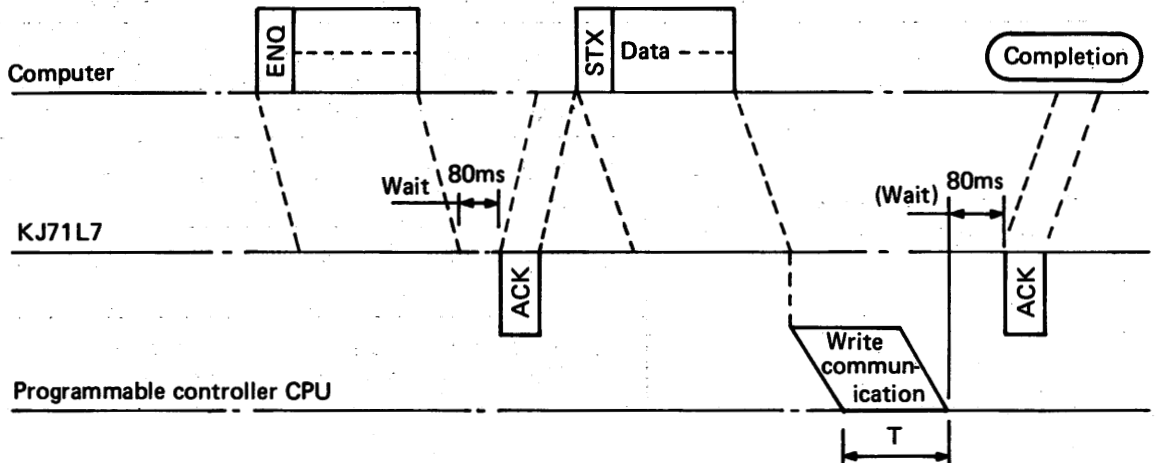 ENQ
STX
Data
Completion
Computer
Wait
80ms
(Wait)
80ms
KJ71L7
ACK
ACK
Write
commun-
ication
Programmable controller CPU
T